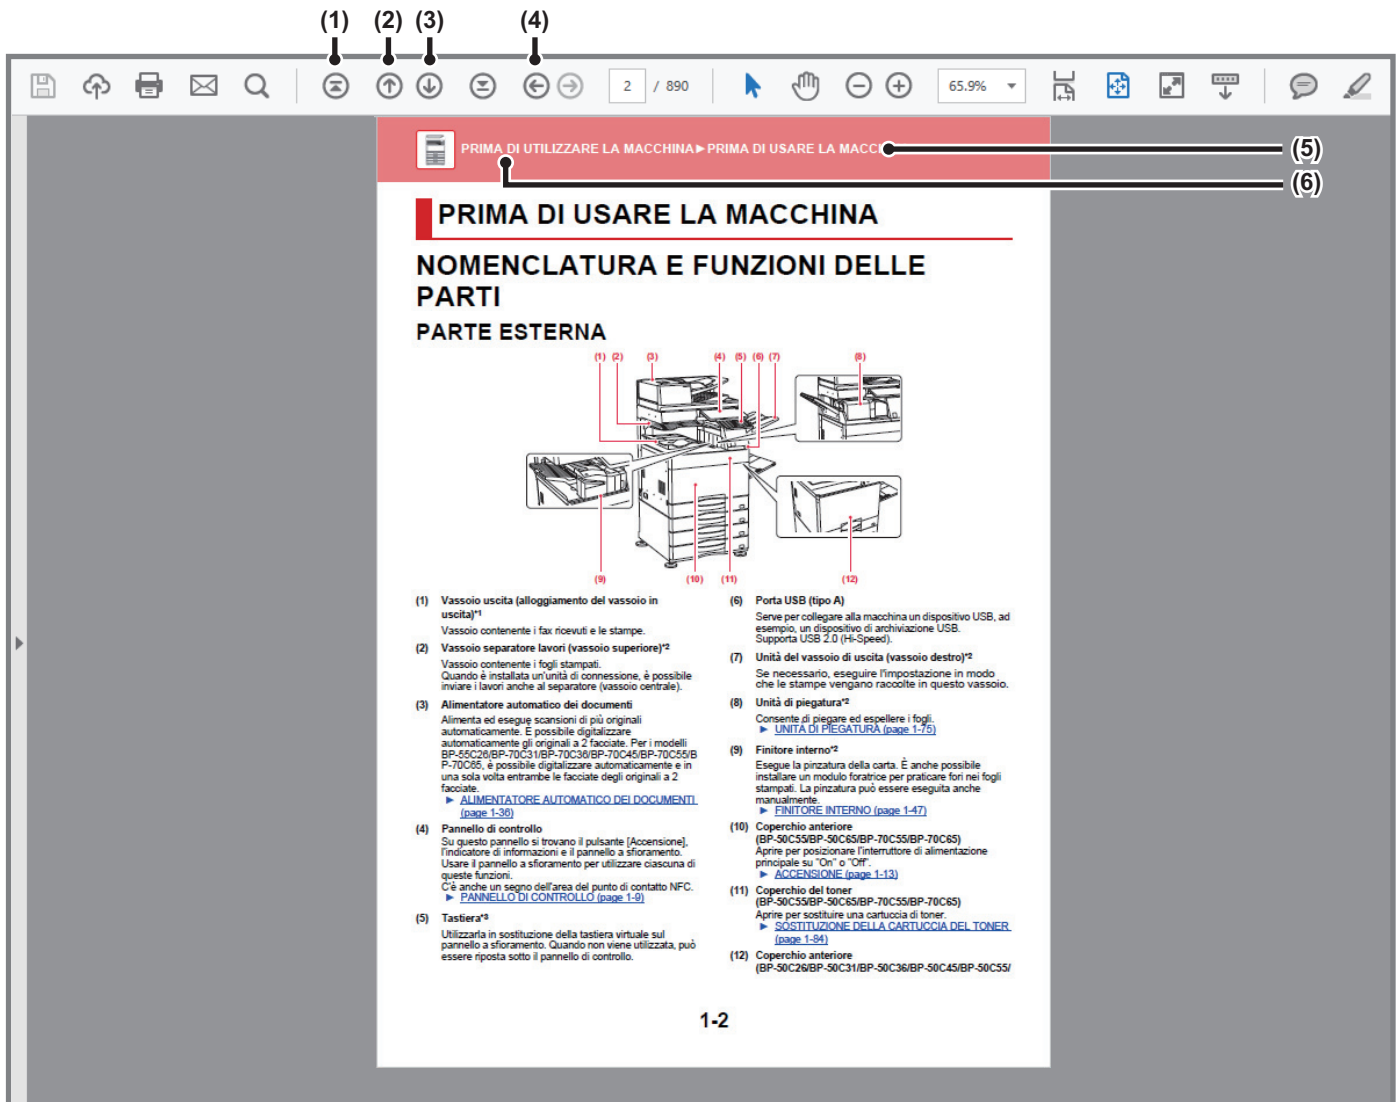 (1) (2) (3) (4)
2 / 890 65.9%
PRIMA DI UTILIZZARE LA MACCHINA►PRIMA DI USARE LA MACC
(5)
(6)
PRIMA DI USARE LA MACCHINA
NOMENCLATURA E FUNZIONI DELLE
PARTI
PARTE ESTERNA
(1) (2) (3) (4) (5) (6) (7) (8)
(9) (10) (11) (12)
(1) Vassoio uscita (alloggiamento del vassoio in
uscita)*1
Vassoio contenente i fax ricevuti e le stampe.
(2) Vassoio separatore lavori (vassoio superiore)*2
Vassoio contenente i fogli stampati.
Quando è installata un'unità di connessione, è possibile
inviare i lavori anche al separatore (vassoio centrale).
(3) Alimentatore automatico dei documenti
Alimenta ed esegue scansioni di più originali
automaticamente. È possibile digitalizzare
automaticamente gli originali a 2 facciate. Per i modelli
BP-55C26/BP-70C31/BP-70C36/BP-70C45/BP-70C55/B
P-70C65, è possibile digitalizzare automaticamente e in
una sola volta entrambe le facciate degli originali a 2
facciate.
► ALIMENTATORE AUTOMATICO DEI DOCUMENTI
(page 1-36)
(4) Pannello di controllo
Su questo pannello si trovano il pulsante [Accensione],
l'indicatore di informazioni e il pannello a sfioramento.
Usare il pannello a sfioramento per utilizzare ciascuna di
queste funzioni.
C'è anche un segno dell'area del punto di contatto NFC.
► PANNELLO DI CONTROLLO (page 1-9)
(5) Tastiera*3
Utilizzarla in sostituzione della tastiera virtuale sul
pannello a sfioramento. Quando non viene utilizzata, può
essere riposta sotto il pannello di controllo.
(6) Porta USB (tipo A)
Serve per collegare alla macchina un dispositivo USB, ad
esempio, un dispositivo di archiviazione USB.
Supporta USB 2.0 (Hi-Speed).
(7) Unità del vassoio di uscita (vassoio destro)*2
Se necessario, eseguire l'impostazione in modo
che le stampe vengano raccolte in questo vassoio.
(8) Unità di piegatura*2
Consente di piegare ed espellere i fogli.
► UNITÀ DI PIEGATURA (page 1-75)
(9) Finitore interno*2
Esegue la pinzatura della carta. È anche possibile
installare un modulo foratrice per praticare fori nei fogli
stampati. La pinzatura può essere eseguita anche
manualmente.
► FINITORE INTERNO (page 1-47)
(10) Coperchio anteriore
(BP-50C55/BP-50C65/BP-70C55/BP-70C65)
Aprire per posizionare l'interruttore di alimentazione
principale su "On" o "Off".
► ACCENSIONE (page 1-13)
(11) Coperchio del toner
(BP-50C55/BP-50C65/BP-70C55/BP-70C65)
Aprire per sostituire una cartuccia di toner.
► SOSTITUZIONE DELLA CARTUCCIA DEL TONER
(page 1-84)
(12) Coperchio anteriore
(BP-50C26/BP-50C31/BP-50C36/BP-50C45/BP-50C55/
1-2